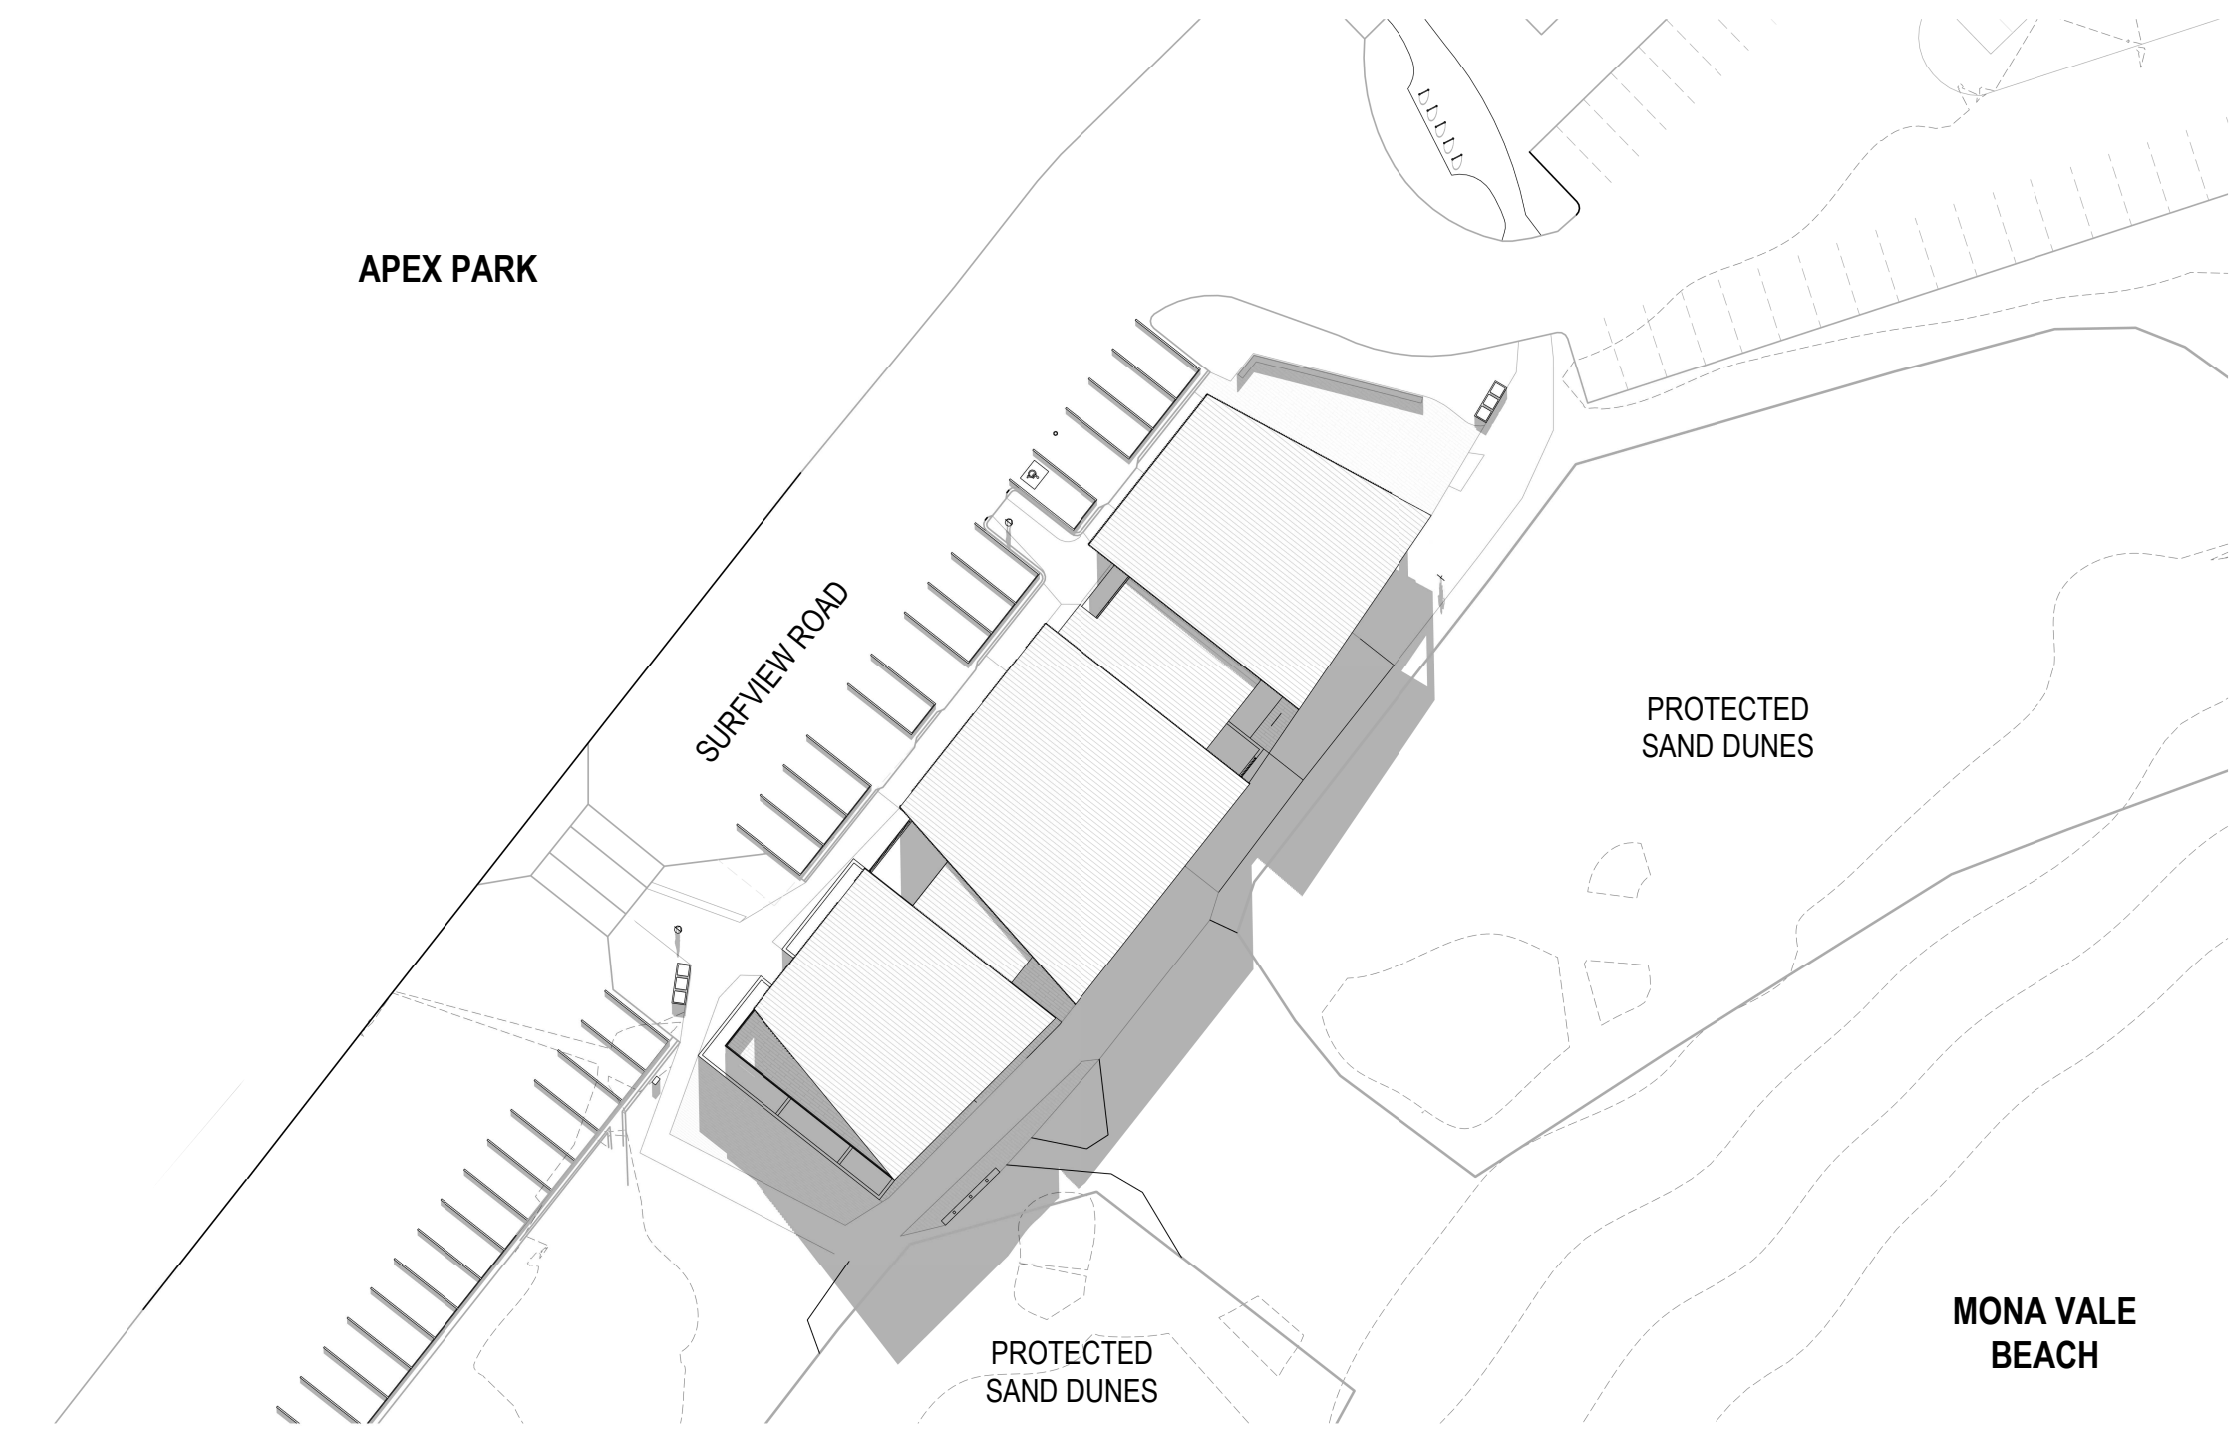 APEX PARK
SURFVIEW ROAD
PROTECTED
SAND DUNES
MONA VALE
BEACH
PROTECTED
SAND DUNES